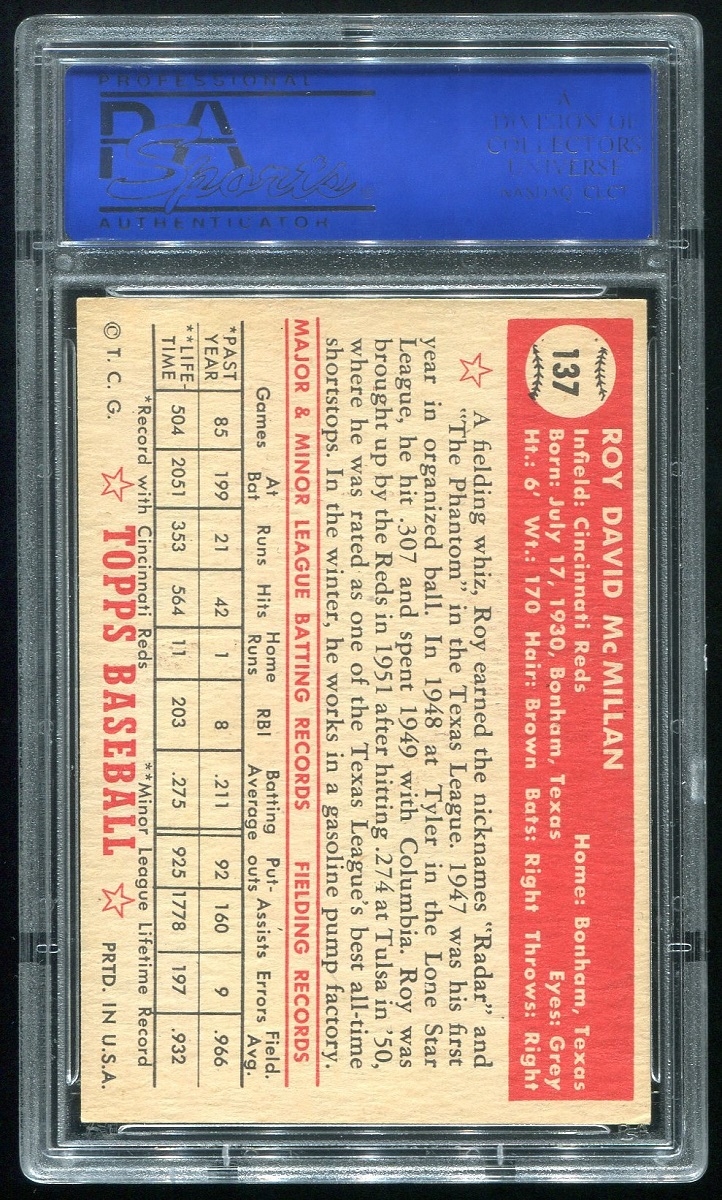 PROFESSIONAL
PSA
Sports
AUTHENTICATOR
A
DIVISION OF
COLLECTORS
UNIVERSE
NASDAQ: CLCT
137
ROY DAVID McMILLAN
Infield: Cincinnati Reds Home: Bonham, Texas
Born: July 17, 1930, Bonham, Texas Eyes: Grey
Ht.: 6' Wt.: 170 Hair: Brown Bats: Right Throws: Right
A fielding whiz, Roy earned the nicknames "Radar" and
"The Phantom" in the Texas League. 1947 was his first
year in organized ball. In 1948 at Tyler in the Lone Star
League, he hit .307 and spent 1949 with Columbia. Roy was
brought up by the Reds in 1951 after hitting .274 at Tulsa in '50,
where he was rated as one of the Texas League's best all-time
shortstops. In the winter, he works in a gasoline pump factory.
MAJOR & MINOR LEAGUE BATTING RECORDS FIELDING RECORDS
Games At Bat Runs Hits Home Runs RBI Batting Average Put-outs Assists Errors Field. Avg.
*PAST YEAR 85 199 21 42 1 8 .211 92 160 9 .966
**LIFE-TIME 504 2051 353 564 11 203 .275 925 1778 197 .932
*Record with Cincinnati Reds **Minor League Lifetime Record
© T. C. G. TOPPS BASEBALL PRTD. IN U.S.A.